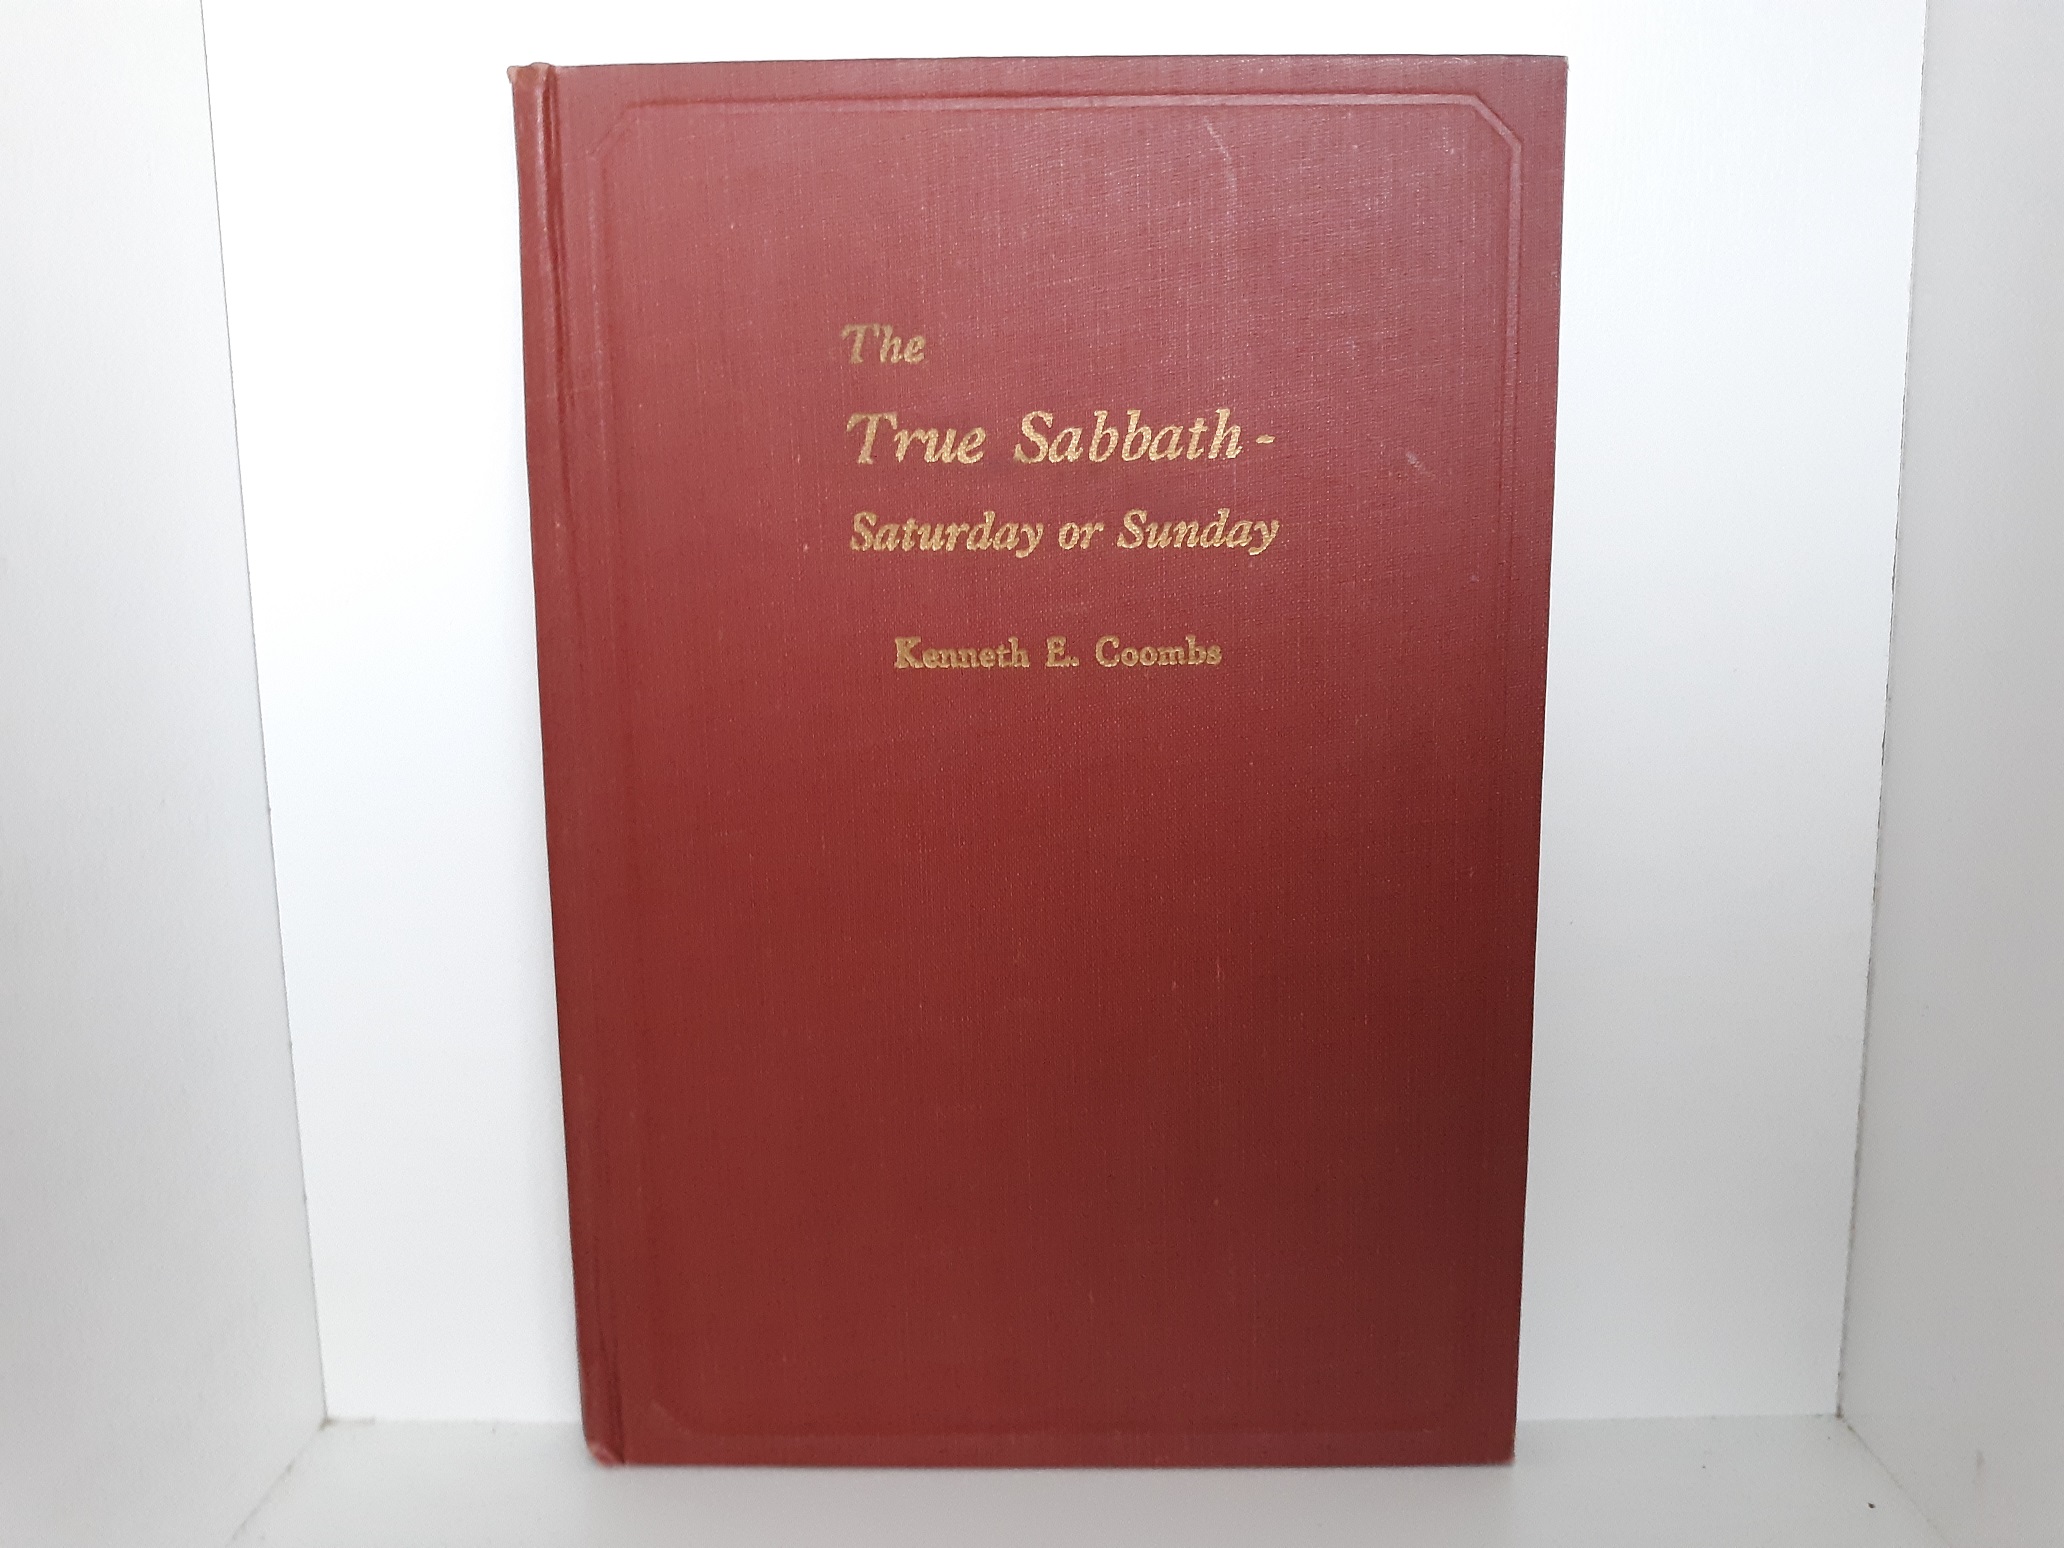 The
True Sabbath-
Saturday or Sunday
Kenneth E. Coombs